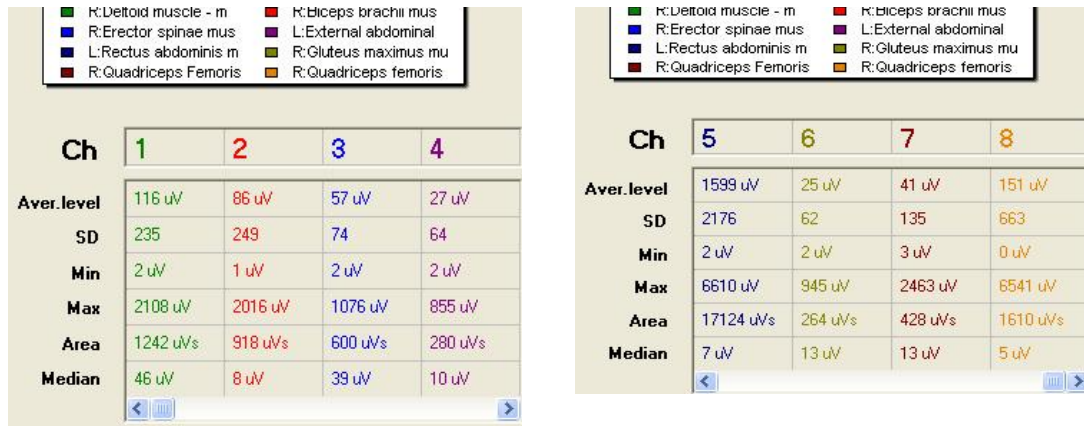 R:Deltoid muscle - m R:Biceps brachii mus
R:Erector spinae mus L:External abdominal
L:Rectus abdominis m R:Gluteus maximus mu
R:Quadriceps Femoris R:Quadriceps femoris
Ch 1 2 3 4
Aver.level 116 uV 86 uV 57 uV 27 uV
SD 235 249 74 64
Min 2 uV 1 uV 2 uV 2 uV
Max 2108 uV 2016 uV 1076 uV 855 uV
Area 1242 uVs 918 uVs 600 uVs 280 uVs
Median 46 uV 8 uV 39 uV 10 uV
R:Deltoid muscle - m R:Biceps brachii mus
R:Erector spinae mus L:External abdominal
L:Rectus abdominis m R:Gluteus maximus mu
R:Quadriceps Femoris R:Quadriceps femoris
Ch 5 6 7 8
Aver.level 1599 uV 25 uV 41 uV 151 uV
SD 2176 62 135 663
Min 2 uV 2 uV 3 uV 0 uV
Max 6610 uV 945 uV 2463 uV 6541 uV
Area 17124 uVs 264 uVs 428 uVs 1610 uVs
Median 7 uV 13 uV 13 uV 5 uV